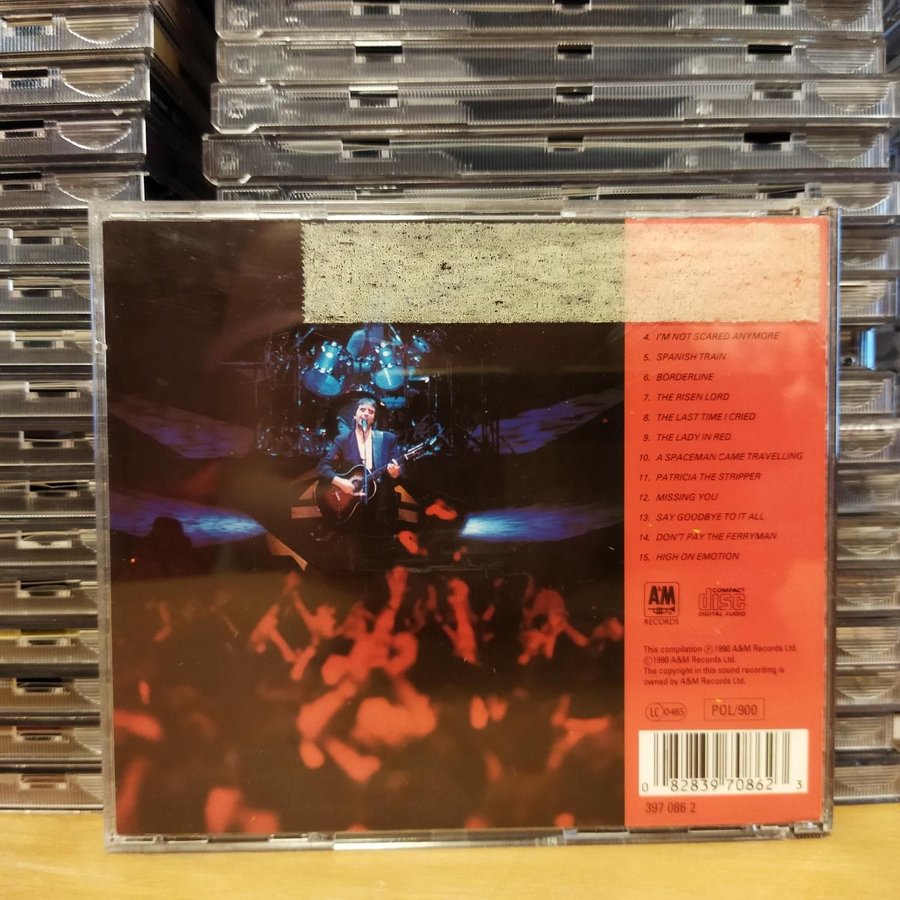 4. I'M NOT SCARED ANYMORE
5. SPANISH TRAIN
6. BORDERLINE
7. THE RISEN LORD
8. THE LAST TIME I CRIED
9. THE LADY IN RED
10. A SPACEMAN CAME TRAVELLING
11. PATRICIA THE STRIPPER
12. MISSING YOU
13. SAY GOODBYE TO IT ALL
14. DON'T PAY THE FERRYMAN
15. HIGH ON EMOTION
A&M
RECORDS
COMPACT
disc
DIGITAL AUDIO
This compilation ℗ 1990 A&M Records Ltd.
© 1990 A&M Records Ltd.
The copyright in this sound recording is
owned by A&M Records Ltd.
LC 0485 POL/900
0 82839 70862 3
397 086 2